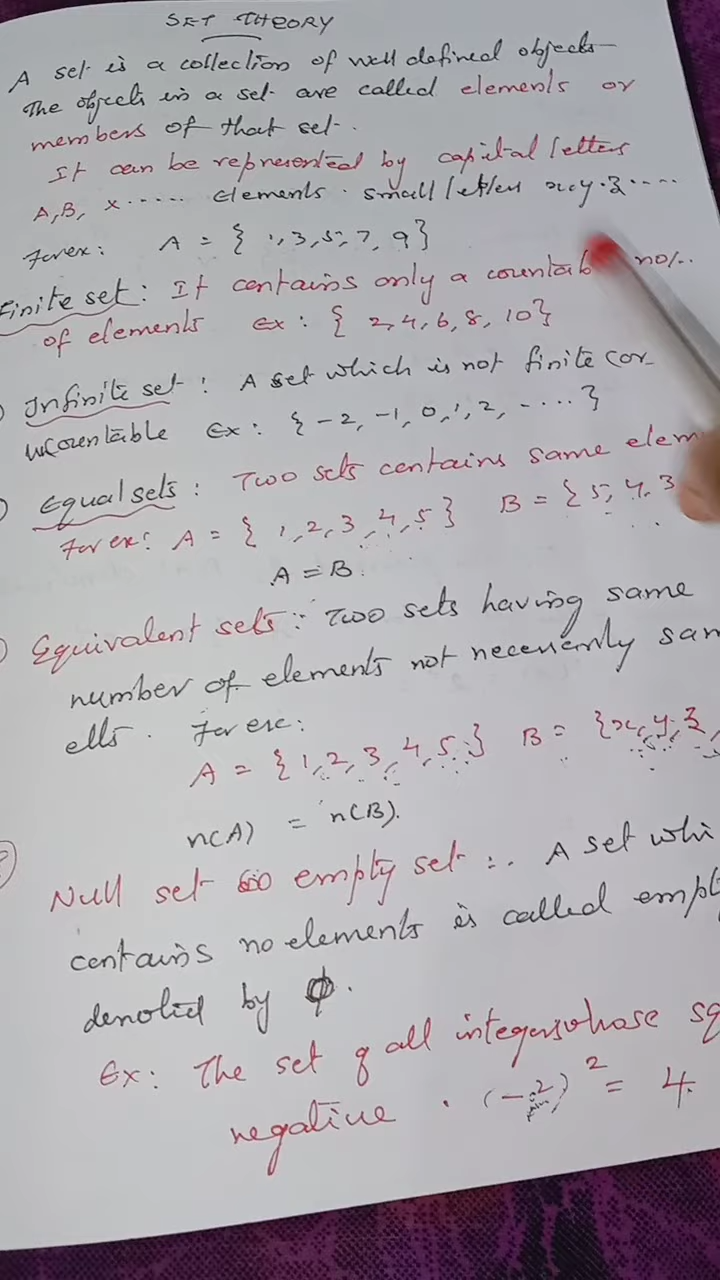 SET THEORY
A set is a collection of well defined objects
The objects in a set are called elements or
members of that set.
It can be represented by capital letters
A, B, X ..... elements. small letters x, y, z ....
For ex: A = { 1, 3, 5, 7, 9 }
Finite set : It contains only a countab no/..
of elements Ex : { 2, 4, 6, 8, 10 }
Infinite set : A set which is not finite (or
uncountable Ex : { -2, -1, 0, 1, 2, .... }
Equal sets : Two sets contains same elem
For ex: A = { 1, 2, 3, 4, 5 } B = { 5, 4, 3
A = B.
Equivalent sets : Two sets having same
number of elements not necessarily sam
ells. For ex:
A = { 1, 2, 3, 4, 5 } B = { x, y, z,
n(A) = n(B).
Null set empty set :. A set whi
contains no elements is called empt
denoted by ϕ.
Ex: The set of all integers whose sq
negative . (-2)² = 4